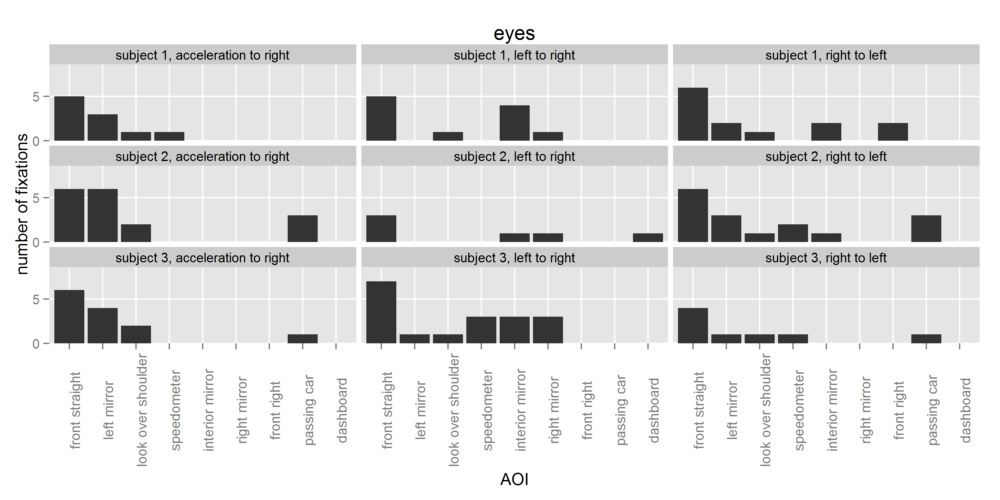 eyes
subject 1, acceleration to right
subject 1, left to right
subject 1, right to left
5
0
subject 2, acceleration to right
subject 2, left to right
subject 2, right to left
5
0
subject 3, acceleration to right
subject 3, left to right
subject 3, right to left
5
0
number of fixations
front straight
left mirror
look over shoulder
speedometer
interior mirror
right mirror
front right
passing car
dashboard
front straight
left mirror
look over shoulder
speedometer
interior mirror
right mirror
front right
passing car
dashboard
front straight
left mirror
look over shoulder
speedometer
interior mirror
right mirror
front right
passing car
dashboard
AOI